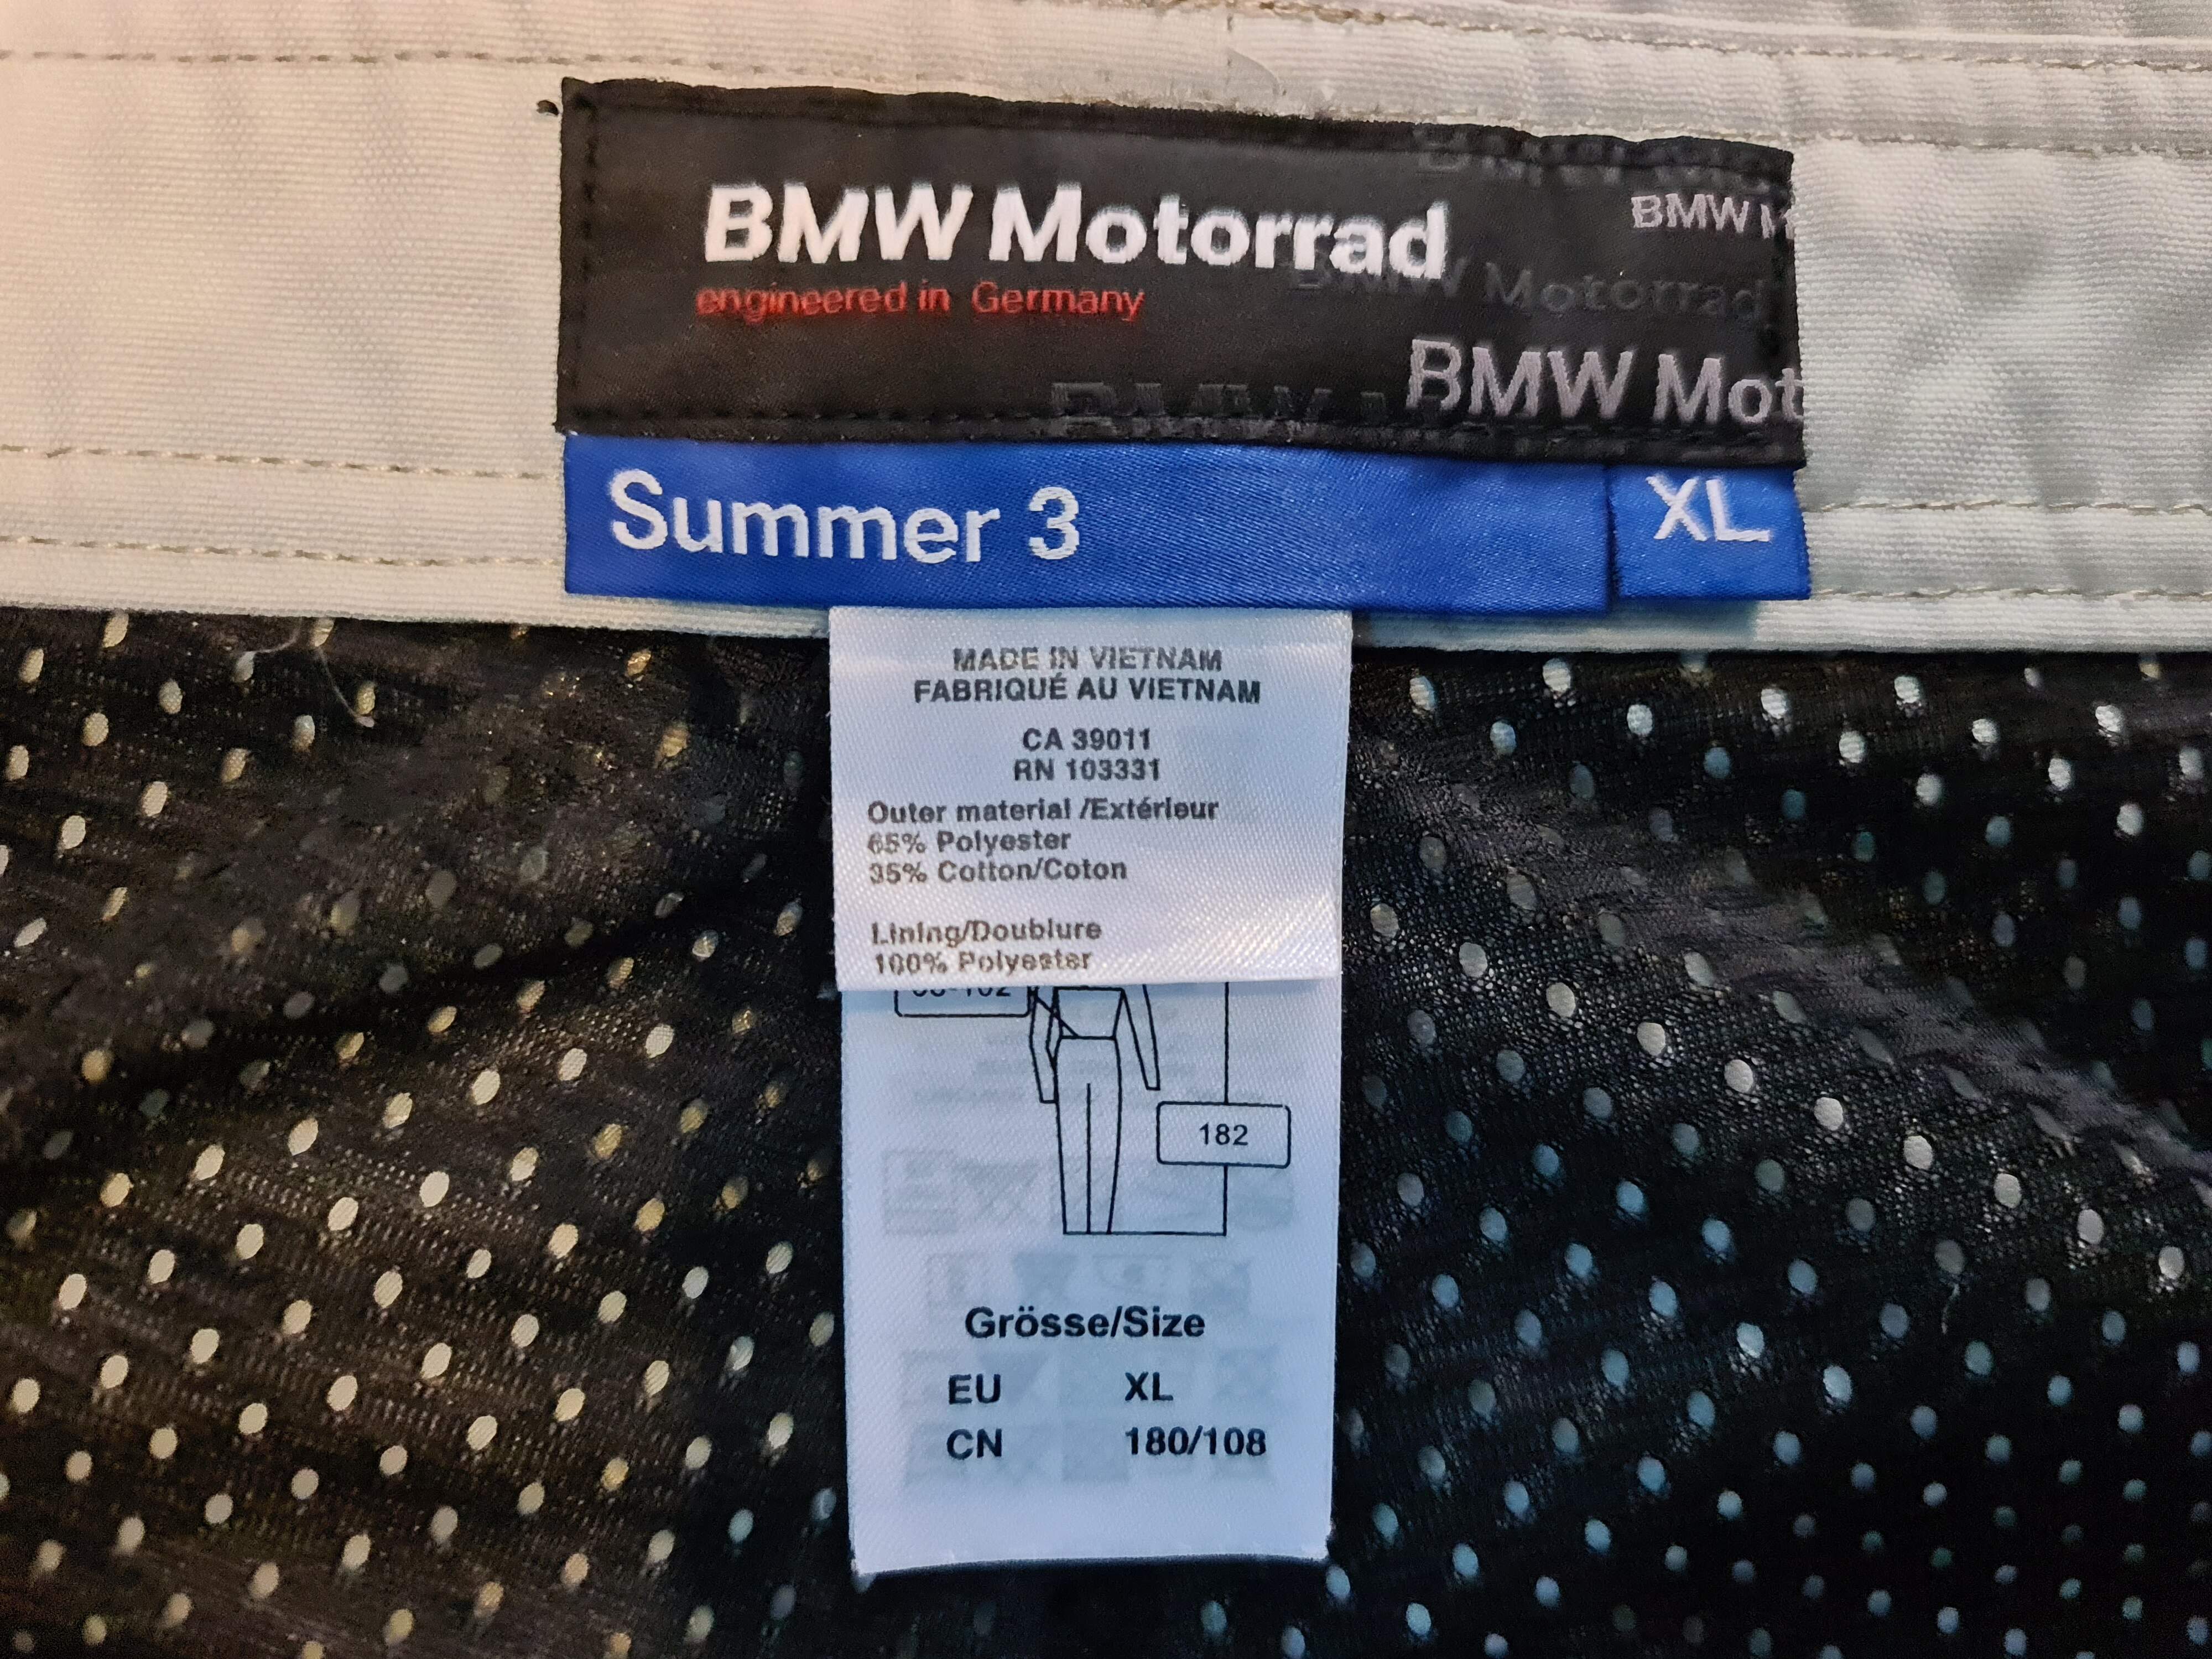 BMW Motorrad
engineered in Germany
BMW M
BMW Motorrad
BMW Mot
Summer 3
XL
MADE IN VIETNAM
FABRIQUÉ AU VIETNAM
CA 39011
RN 103331
Outer material /Extérieur
65% Polyester
35% Cotton/Coton
Lining/Doublure
100% Polyester
182
Grösse/Size
EU XL
CN 180/108